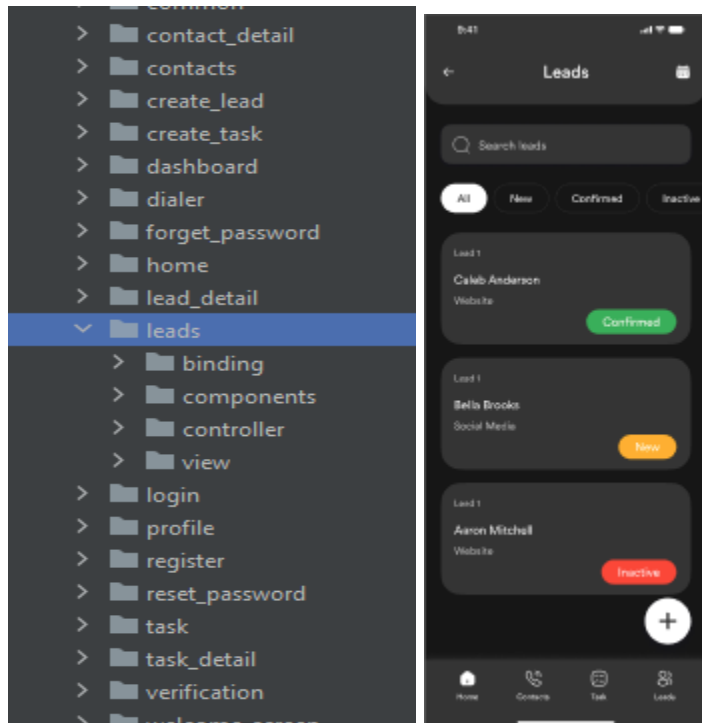 common
contact_detail
contacts
create_lead
create_task
dashboard
dialer
forget_password
home
lead_detail
leads
binding
components
controller
view
login
profile
register
reset_password
task
task_detail
verification
welcome_screen
9:41
Leads
Search leads
All New Confirmed Inactive
Lead 1
Caleb Anderson
Website
Confirmed
Lead 1
Bella Brooks
Social Media
New
Lead 1
Aaron Mitchell
Website
Inactive
+
Home Contacts Task Leads